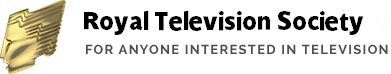 Royal Television Society
FOR ANYONE INTERESTED IN TELEVISION